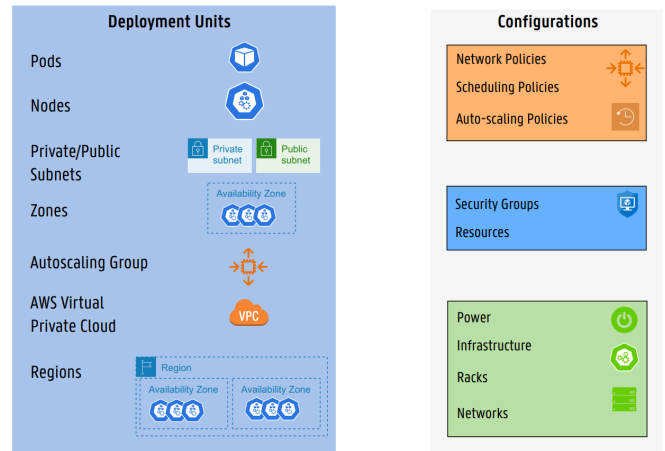 Deployment Units
Pods
Nodes
Private/Public
Subnets
Private
subnet
Public
subnet
Zones
Availability Zone
Autoscaling Group
AWS Virtual
Private Cloud
VPC
Regions
Region
Availability Zone
Availability Zone
Configurations
Network Policies
Scheduling Policies
Auto-scaling Policies
Security Groups
Resources
Power
Infrastructure
Racks
Networks